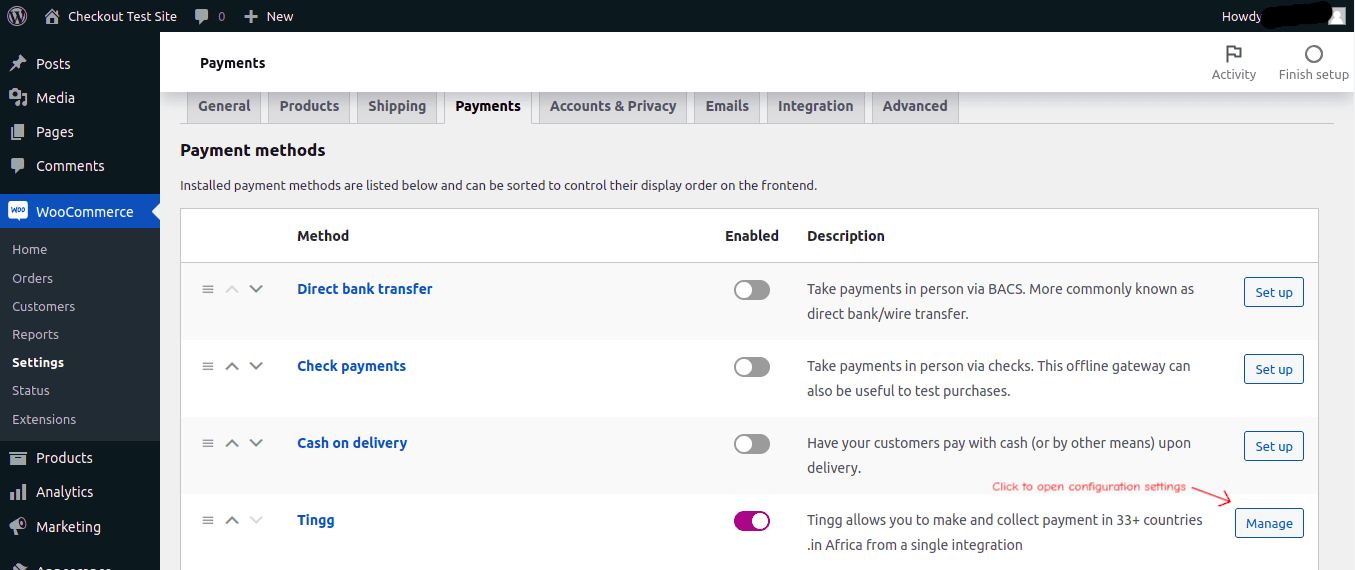 Checkout Test Site 0 New Howdy
Posts
Media
Pages
Comments
WooCommerce
Home
Orders
Customers
Reports
Settings
Status
Extensions
Products
Analytics
Marketing
Payments
Activity
Finish setup
General Products Shipping Payments Accounts & Privacy Emails Integration Advanced
Payment methods
Installed payment methods are listed below and can be sorted to control their display order on the frontend.
Method Enabled Description
Direct bank transfer
Take payments in person via BACS. More commonly known as
direct bank/wire transfer.
Set up
Check payments
Take payments in person via checks. This offline gateway can
also be useful to test purchases.
Set up
Cash on delivery
Have your customers pay with cash (or by other means) upon
delivery.
Set up
Click to open configuration settings
Tingg
Tingg allows you to make and collect payment in 33+ countries
.in Africa from a single integration
Manage